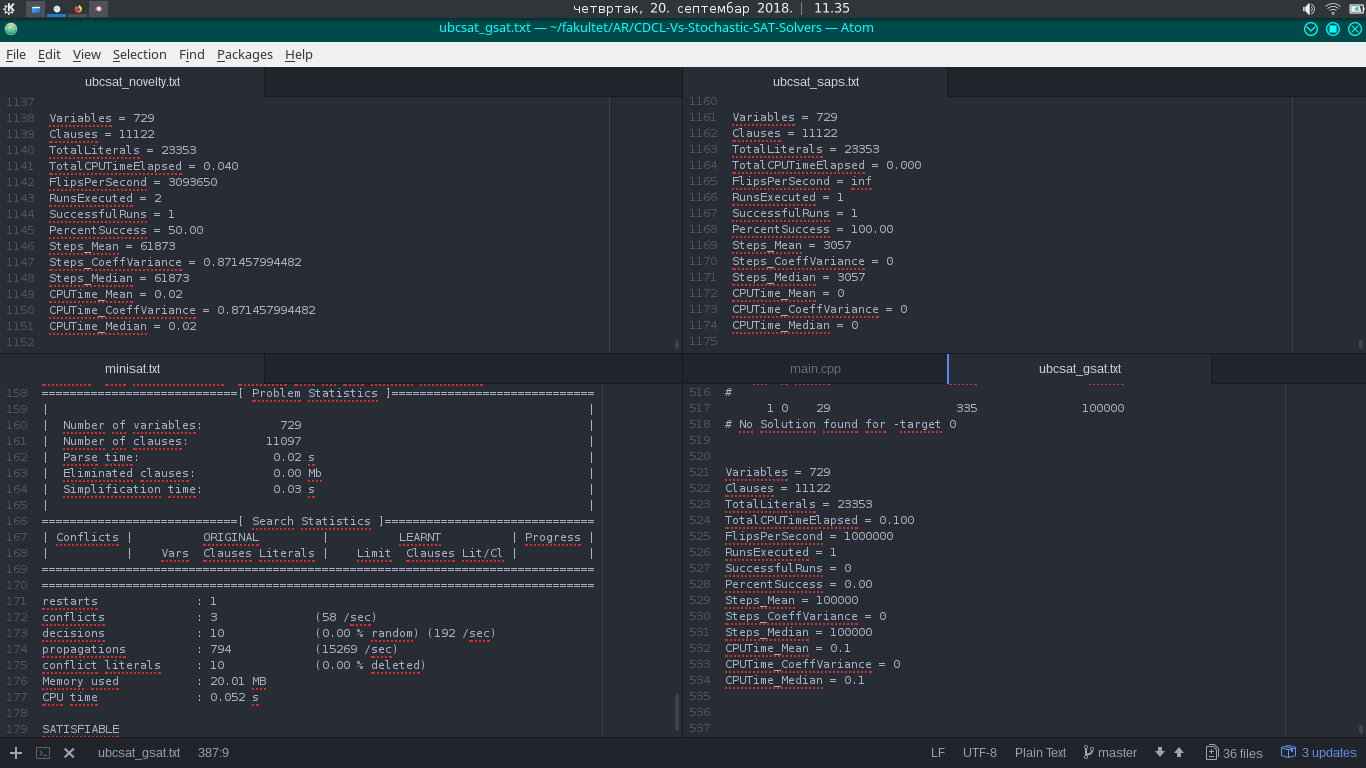 четвртак, 20. септембар 2018. | 11.35
ubcsat_gsat.txt — ~/fakultet/AR/CDCL-Vs-Stochastic-SAT-Solvers — Atom
File Edit View Selection Find Packages Help
ubcsat_novelty.txt
1137
1138 Variables = 729
1139 Clauses = 11122
1140 TotalLiterals = 23353
1141 TotalCPUTimeElapsed = 0.040
1142 FlipsPerSecond = 3093650
1143 RunsExecuted = 2
1144 SuccessfulRuns = 1
1145 PercentSuccess = 50.00
1146 Steps_Mean = 61873
1147 Steps_CoeffVariance = 0.871457994482
1148 Steps_Median = 61873
1149 CPUTime_Mean = 0.02
1150 CPUTime_CoeffVariance = 0.871457994482
1151 CPUTime_Median = 0.02
1152
ubcsat_saps.txt
1160
1161 Variables = 729
1162 Clauses = 11122
1163 TotalLiterals = 23353
1164 TotalCPUTimeElapsed = 0.000
1165 FlipsPerSecond = inf
1166 RunsExecuted = 1
1167 SuccessfulRuns = 1
1168 PercentSuccess = 100.00
1169 Steps_Mean = 3057
1170 Steps_CoeffVariance = 0
1171 Steps_Median = 3057
1172 CPUTime_Mean = 0
1173 CPUTime_CoeffVariance = 0
1174 CPUTime_Median = 0
1175
minisat.txt
158 ============================[ Problem Statistics ]=============================
159 | |
160 | Number of variables: 729 |
161 | Number of clauses: 11097 |
162 | Parse time: 0.02 s |
163 | Eliminated clauses: 0.00 Mb |
164 | Simplification time: 0.03 s |
165 | |
166 ============================[ Search Statistics ]==============================
167 | Conflicts | ORIGINAL | LEARNT | Progress |
168 | | Vars Clauses Literals | Limit Clauses Lit/Cl | |
169 ===============================================================================
170 ===============================================================================
171 restarts : 1
172 conflicts : 3 (58 /sec)
173 decisions : 10 (0.00 % random) (192 /sec)
174 propagations : 794 (15269 /sec)
175 conflict literals : 10 (0.00 % deleted)
176 Memory used : 20.01 MB
177 CPU time : 0.052 s
178
179 SATISFIABLE
main.cpp ubcsat_gsat.txt
516 #
517 1 0 29 335 100000
518 # No Solution found for -target 0
519
520
521 Variables = 729
522 Clauses = 11122
523 TotalLiterals = 23353
524 TotalCPUTimeElapsed = 0.100
525 FlipsPerSecond = 1000000
526 RunsExecuted = 1
527 SuccessfulRuns = 0
528 PercentSuccess = 0.00
529 Steps_Mean = 100000
530 Steps_CoeffVariance = 0
531 Steps_Median = 100000
532 CPUTime_Mean = 0.1
533 CPUTime_CoeffVariance = 0
534 CPUTime_Median = 0.1
535
536
537
ubcsat_gsat.txt 387:9 LF UTF-8 Plain Text master 36 files 3 updates